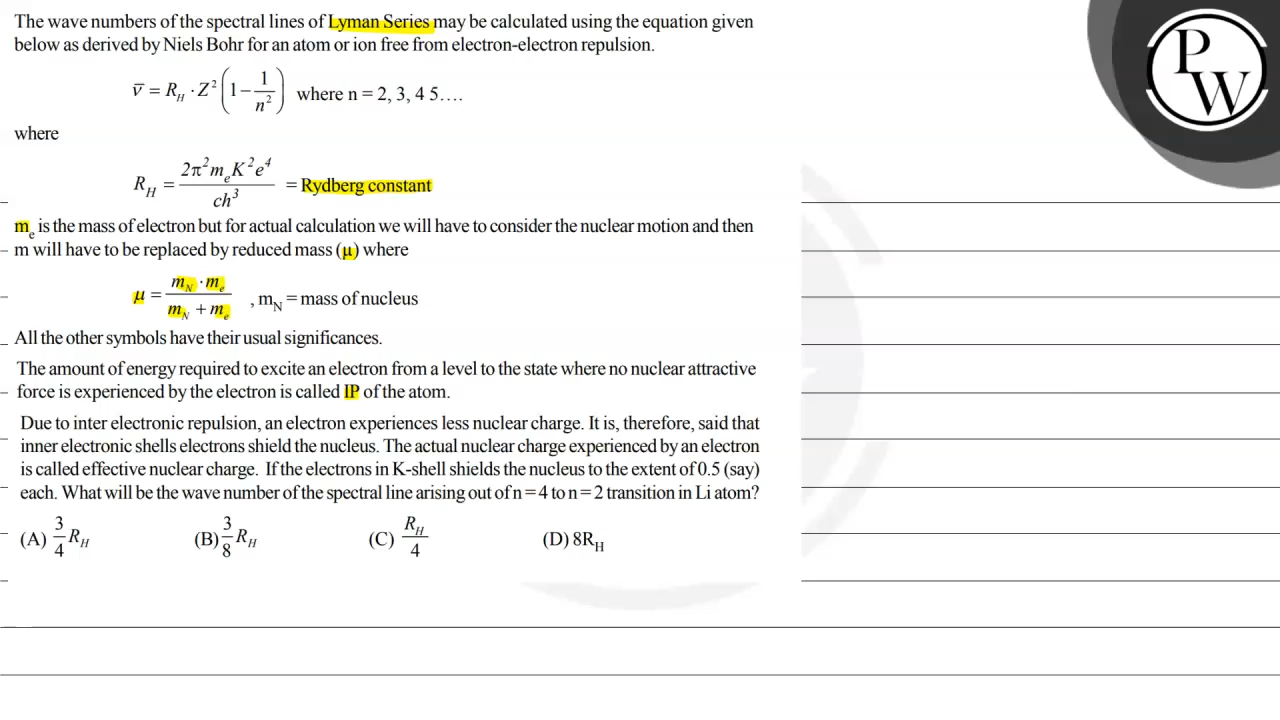 The wave numbers of the spectral lines of Lyman Series may be calculated using the equation given
below as derived by Niels Bohr for an atom or ion free from electron-electron repulsion.
ν̅ = R_H · Z² (1 − 1/n²) where n = 2, 3, 4 5….
where
R_H = 2π²m_eK²e⁴/ch³ = Rydberg constant
m_e is the mass of electron but for actual calculation we will have to consider the nuclear motion and then
m will have to be replaced by reduced mass (μ) where
μ = m_N · m_e/m_N + m_e , m_N = mass of nucleus
All the other symbols have their usual significances.
The amount of energy required to excite an electron from a level to the state where no nuclear attractive
force is experienced by the electron is called IP of the atom.
Due to inter electronic repulsion, an electron experiences less nuclear charge. It is, therefore, said that
inner electronic shells electrons shield the nucleus. The actual nuclear charge experienced by an electron
is called effective nuclear charge. If the electrons in K-shell shields the nucleus to the extent of 0.5 (say)
each. What will be the wave number of the spectral line arising out of n = 4 to n = 2 transition in Li atom?
(A) 3/4 R_H (B) 3/8 R_H (C) R_H/4 (D) 8R_H
PW